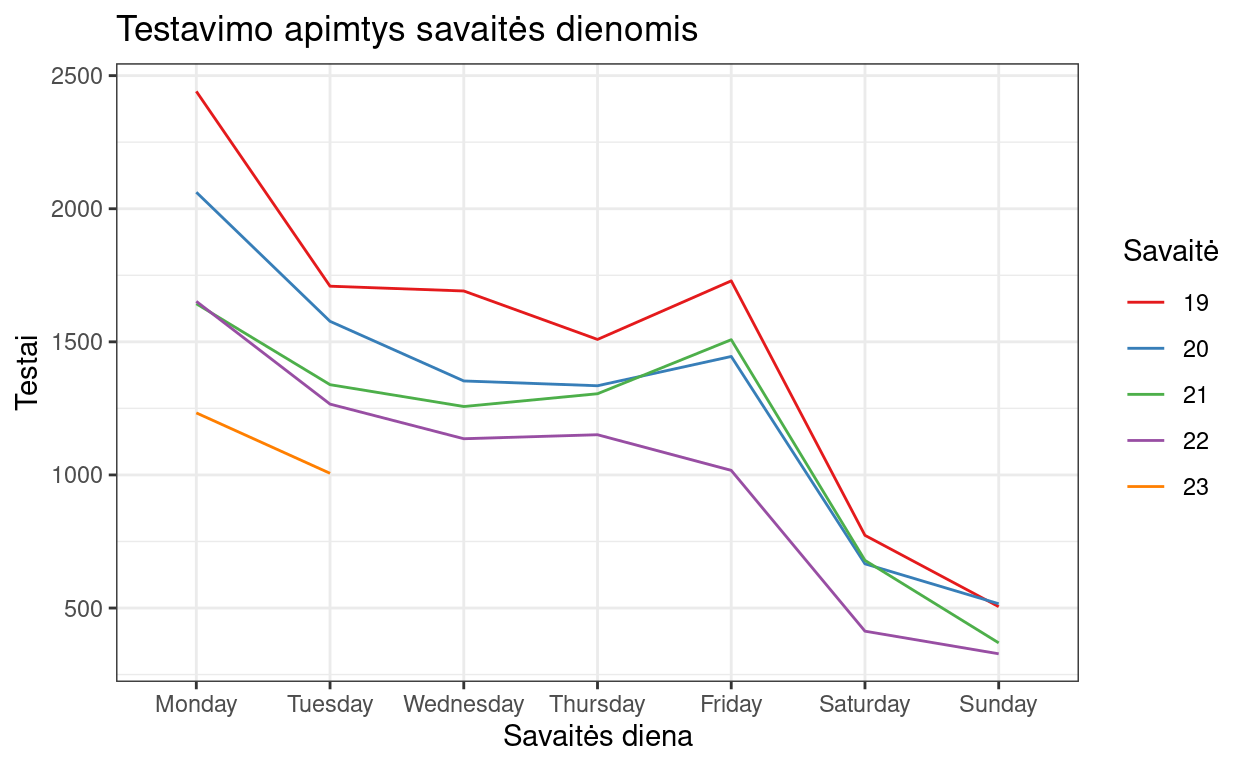 Testavimo apimtys savaitės dienomis
2500
2000
1500
1000
500
Testai
Monday Tuesday Wednesday Thursday Friday Saturday Sunday
Savaitės diena
Savaitė
19
20
21
22
23